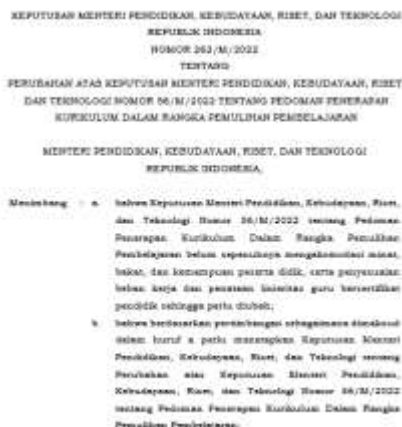 KEPUTUSAN MENTERI PENDIDIKAN, KEBUDAYAAN, RISET, DAN TEKNOLOGI
REPUBLIK INDONESIA
NOMOR 262/M/2022
TENTANG
PERUBAHAN ATAS KEPUTUSAN MENTERI PENDIDIKAN, KEBUDAYAAN, RISET
DAN TEKNOLOGI NOMOR 56/M/2022 TENTANG PEDOMAN PENERAPAN
KURIKULUM DALAM RANGKA PEMULIHAN PEMBELAJARAN
MENTERI PENDIDIKAN, KEBUDAYAAN, RISET, DAN TEKNOLOGI
REPUBLIK INDONESIA,
Menimbang : a. bahwa Keputusan Menteri Pendidikan, Kebudayaan, Riset,
dan Teknologi Nomor 56/M/2022 tentang Pedoman
Penerapan Kurikulum Dalam Rangka Pemulihan
Pembelajaran belum sepenuhnya mengakomodasi minat,
bakat, dan kemampuan peserta didik, serta penyesuaian
beban kerja dan penataan linieritas guru bersertifikat
pendidik sehingga perlu diubah;
b. bahwa berdasarkan pertimbangan sebagaimana dimaksud
dalam huruf a perlu menetapkan Keputusan Menteri
Pendidikan, Kebudayaan, Riset, dan Teknologi tentang
Perubahan atas Keputusan Menteri Pendidikan,
Kebudayaan, Riset, dan Teknologi Nomor 56/M/2022
tentang Pedoman Penerapan Kurikulum Dalam Rangka
Pemulihan Pembelajaran;